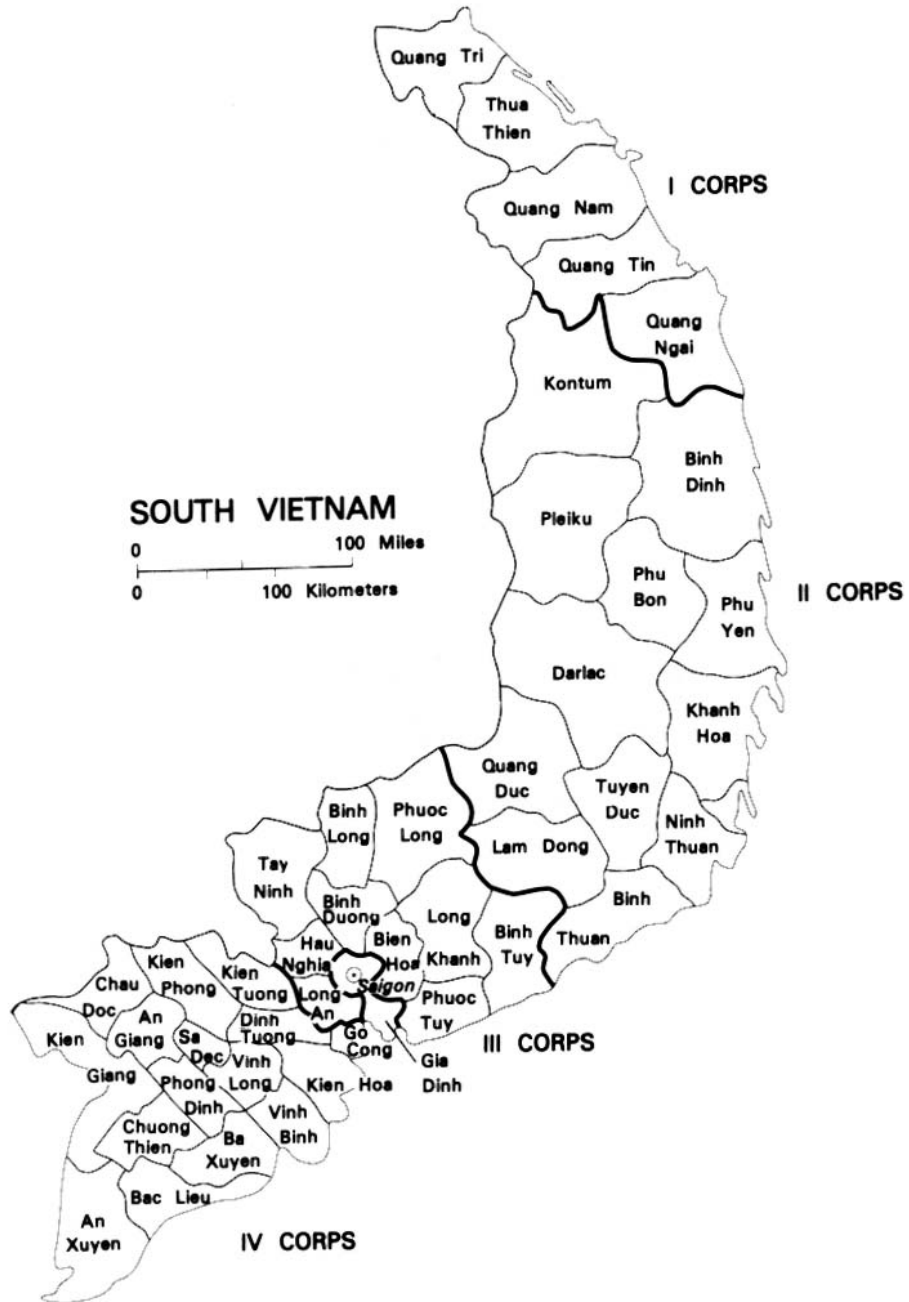 Quang Tri
Thua
Thien
I CORPS
Quang Nam
Quang Tin
Quang
Ngai
Kontum
Binh
Dinh
SOUTH VIETNAM
0 100 Miles
0 100 Kilometers
Pleiku
Phu
Bon
Phu
Yen
II CORPS
Darlac
Khanh
Hoa
Quang
Duc
Tuyen
Duc
Ninh
Thuan
Lam Dong
Binh
Thuan
Binh
Long
Phuoc
Long
Tay
Ninh
Binh
Duong
Long
Khanh
Binh
Tuy
Hau
Nghia
Bien
Hoa
Saigon
Phuoc
Tuy
III CORPS
Long
An
Go
Cong
Gia
Dinh
Chau
Doc
Kien
Phong
Kien
Tuong
Dinh
Tuong
An
Giang
Sa
Dec
Kien
Giang
Vinh
Long
Kien Hoa
Phong
Dinh
Vinh
Binh
Chuong
Thien
Ba
Xuyen
Bac Lieu
An
Xuyen
IV CORPS